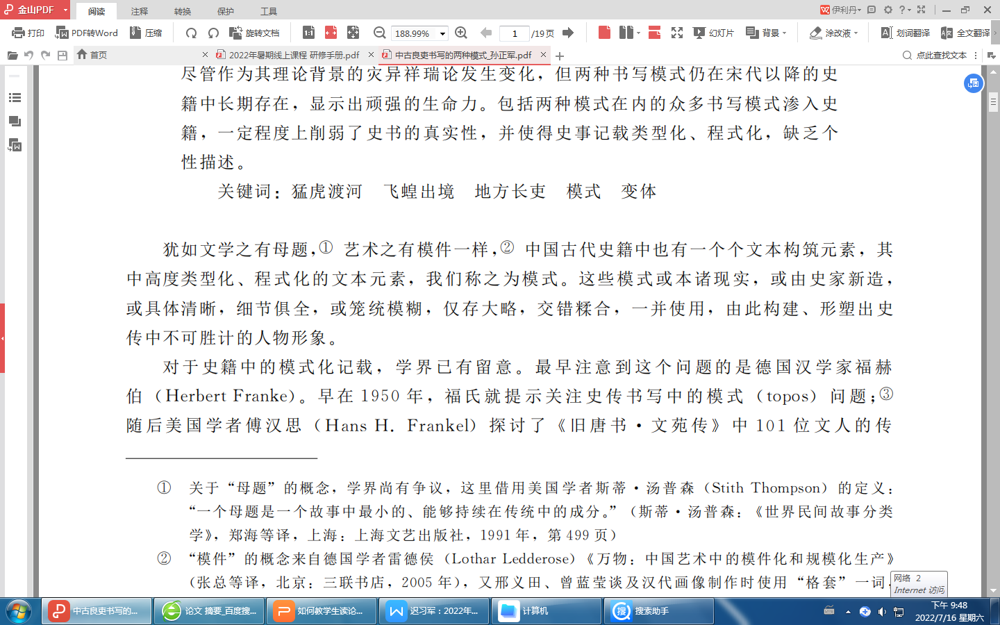 金山PDF
阅读
注释
转换
保护
工具
伊利丹
打印
PDF转Word
压缩
旋转文档
188.99%
1
/19页
幻灯片
背景
涂改液
划词翻译
全文翻译
首页
2022年暑期线上课程 研修手册.pdf
中古良吏书写的两种模式_孙正军.pdf
点此查找文本
尽管作为其理论背景的灾异祥瑞论发生变化，但两种书写模式仍在宋代以降的史
籍中长期存在，显示出顽强的生命力。包括两种模式在内的众多书写模式渗入史
籍，一定程度上削弱了史书的真实性，并使得史事记载类型化、程式化，缺乏个
性描述。
关键词：猛虎渡河　飞蝗出境　地方长吏　模式　变体
犹如文学之有母题，① 艺术之有模件一样，② 中国古代史籍中也有一个个文本构筑元素，其
中高度类型化、程式化的文本元素，我们称之为模式。这些模式或本诸现实，或由史家新造，
或具体清晰，细节俱全，或笼统模糊，仅存大略，交错糅合，一并使用，由此构建、形塑出史
传中不可胜计的人物形象。
对于史籍中的模式化记载，学界已有留意。最早注意到这个问题的是德国汉学家福赫
伯（Herbert Franke）。早在 1950 年，福氏就提示关注史传书写中的模式（topos）问题；③
随后美国学者傅汉思（Hans H. Frankel）探讨了《旧唐书·文苑传》中 101 位文人的传
① 关于“母题”的概念，学界尚有争议，这里借用美国学者斯蒂·汤普森（Stith Thompson）的定义：
“一个母题是一个故事中最小的、能够持续在传统中的成分。”（斯蒂·汤普森：《世界民间故事分类
学》，郑海等译，上海：上海文艺出版社，1991 年，第 499 页）
② “模件”的概念来自德国学者雷德侯（Lothar Ledderose）《万物：中国艺术中的模件化和规模化生产》
（张总等译，北京：三联书店，2005 年），又邢义田、曾蓝莹谈及汉代画像制作时使用“格套”一词，
网络 2
Internet 访问
中古良吏书写的...
论文 摘要_百度搜...
如何教学生读论...
迟习军：2022年...
计算机
搜索助手
下午 9:48
2022/7/16 星期六